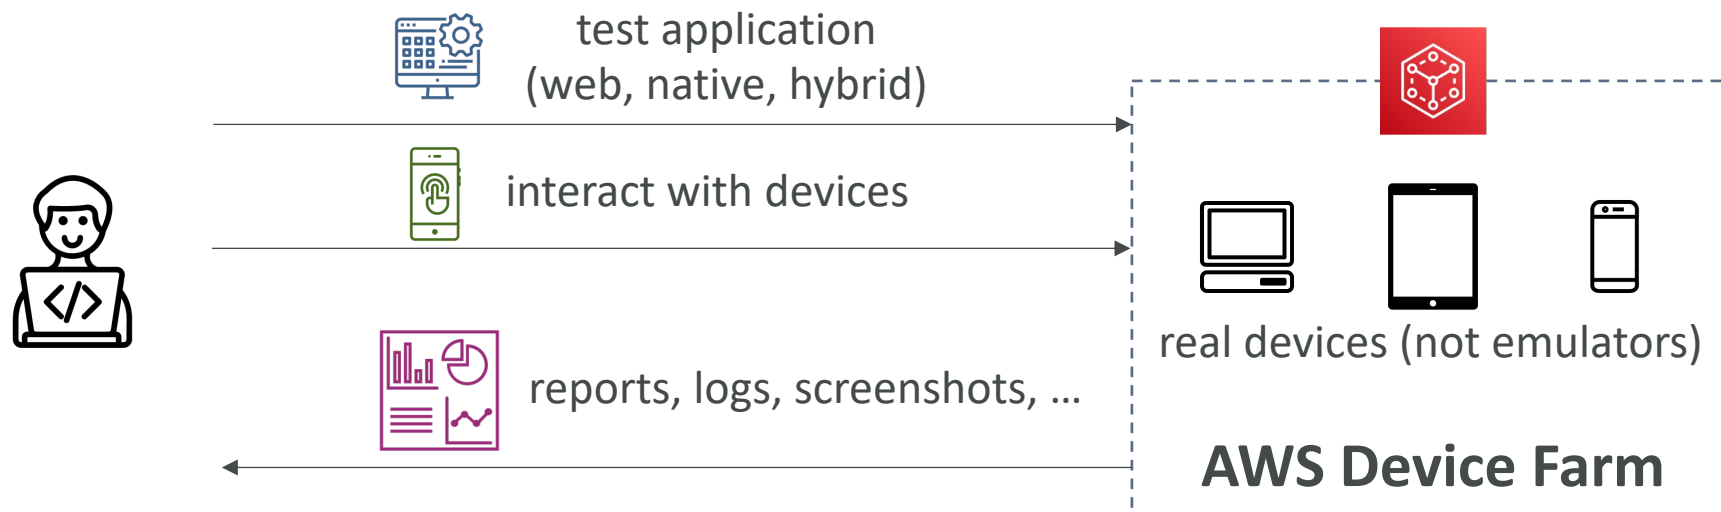 test application
(web, native, hybrid)
interact with devices
real devices (not emulators)
reports, logs, screenshots, ...
AWS Device Farm